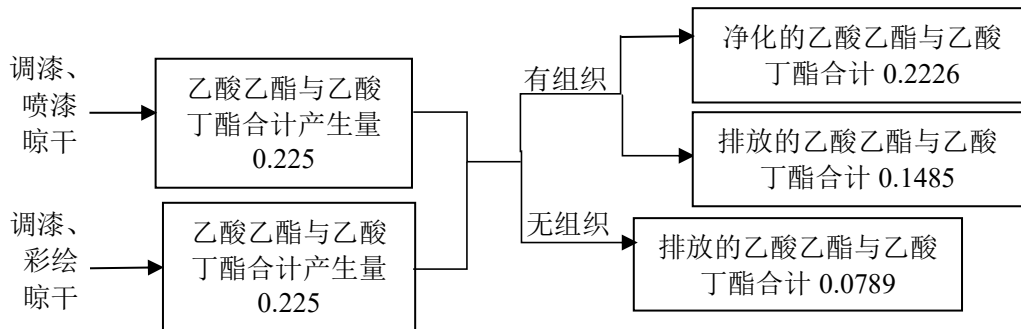 调漆、
喷漆
晾干
乙酸乙酯与乙酸
丁酯合计产生量
0.225
调漆、
彩绘
晾干
乙酸乙酯与乙酸
丁酯合计产生量
0.225
有组织
净化的乙酸乙酯与乙酸
丁酯合计 0.2226
排放的乙酸乙酯与乙酸
丁酯合计 0.1485
无组织
排放的乙酸乙酯与乙酸
丁酯合计 0.0789